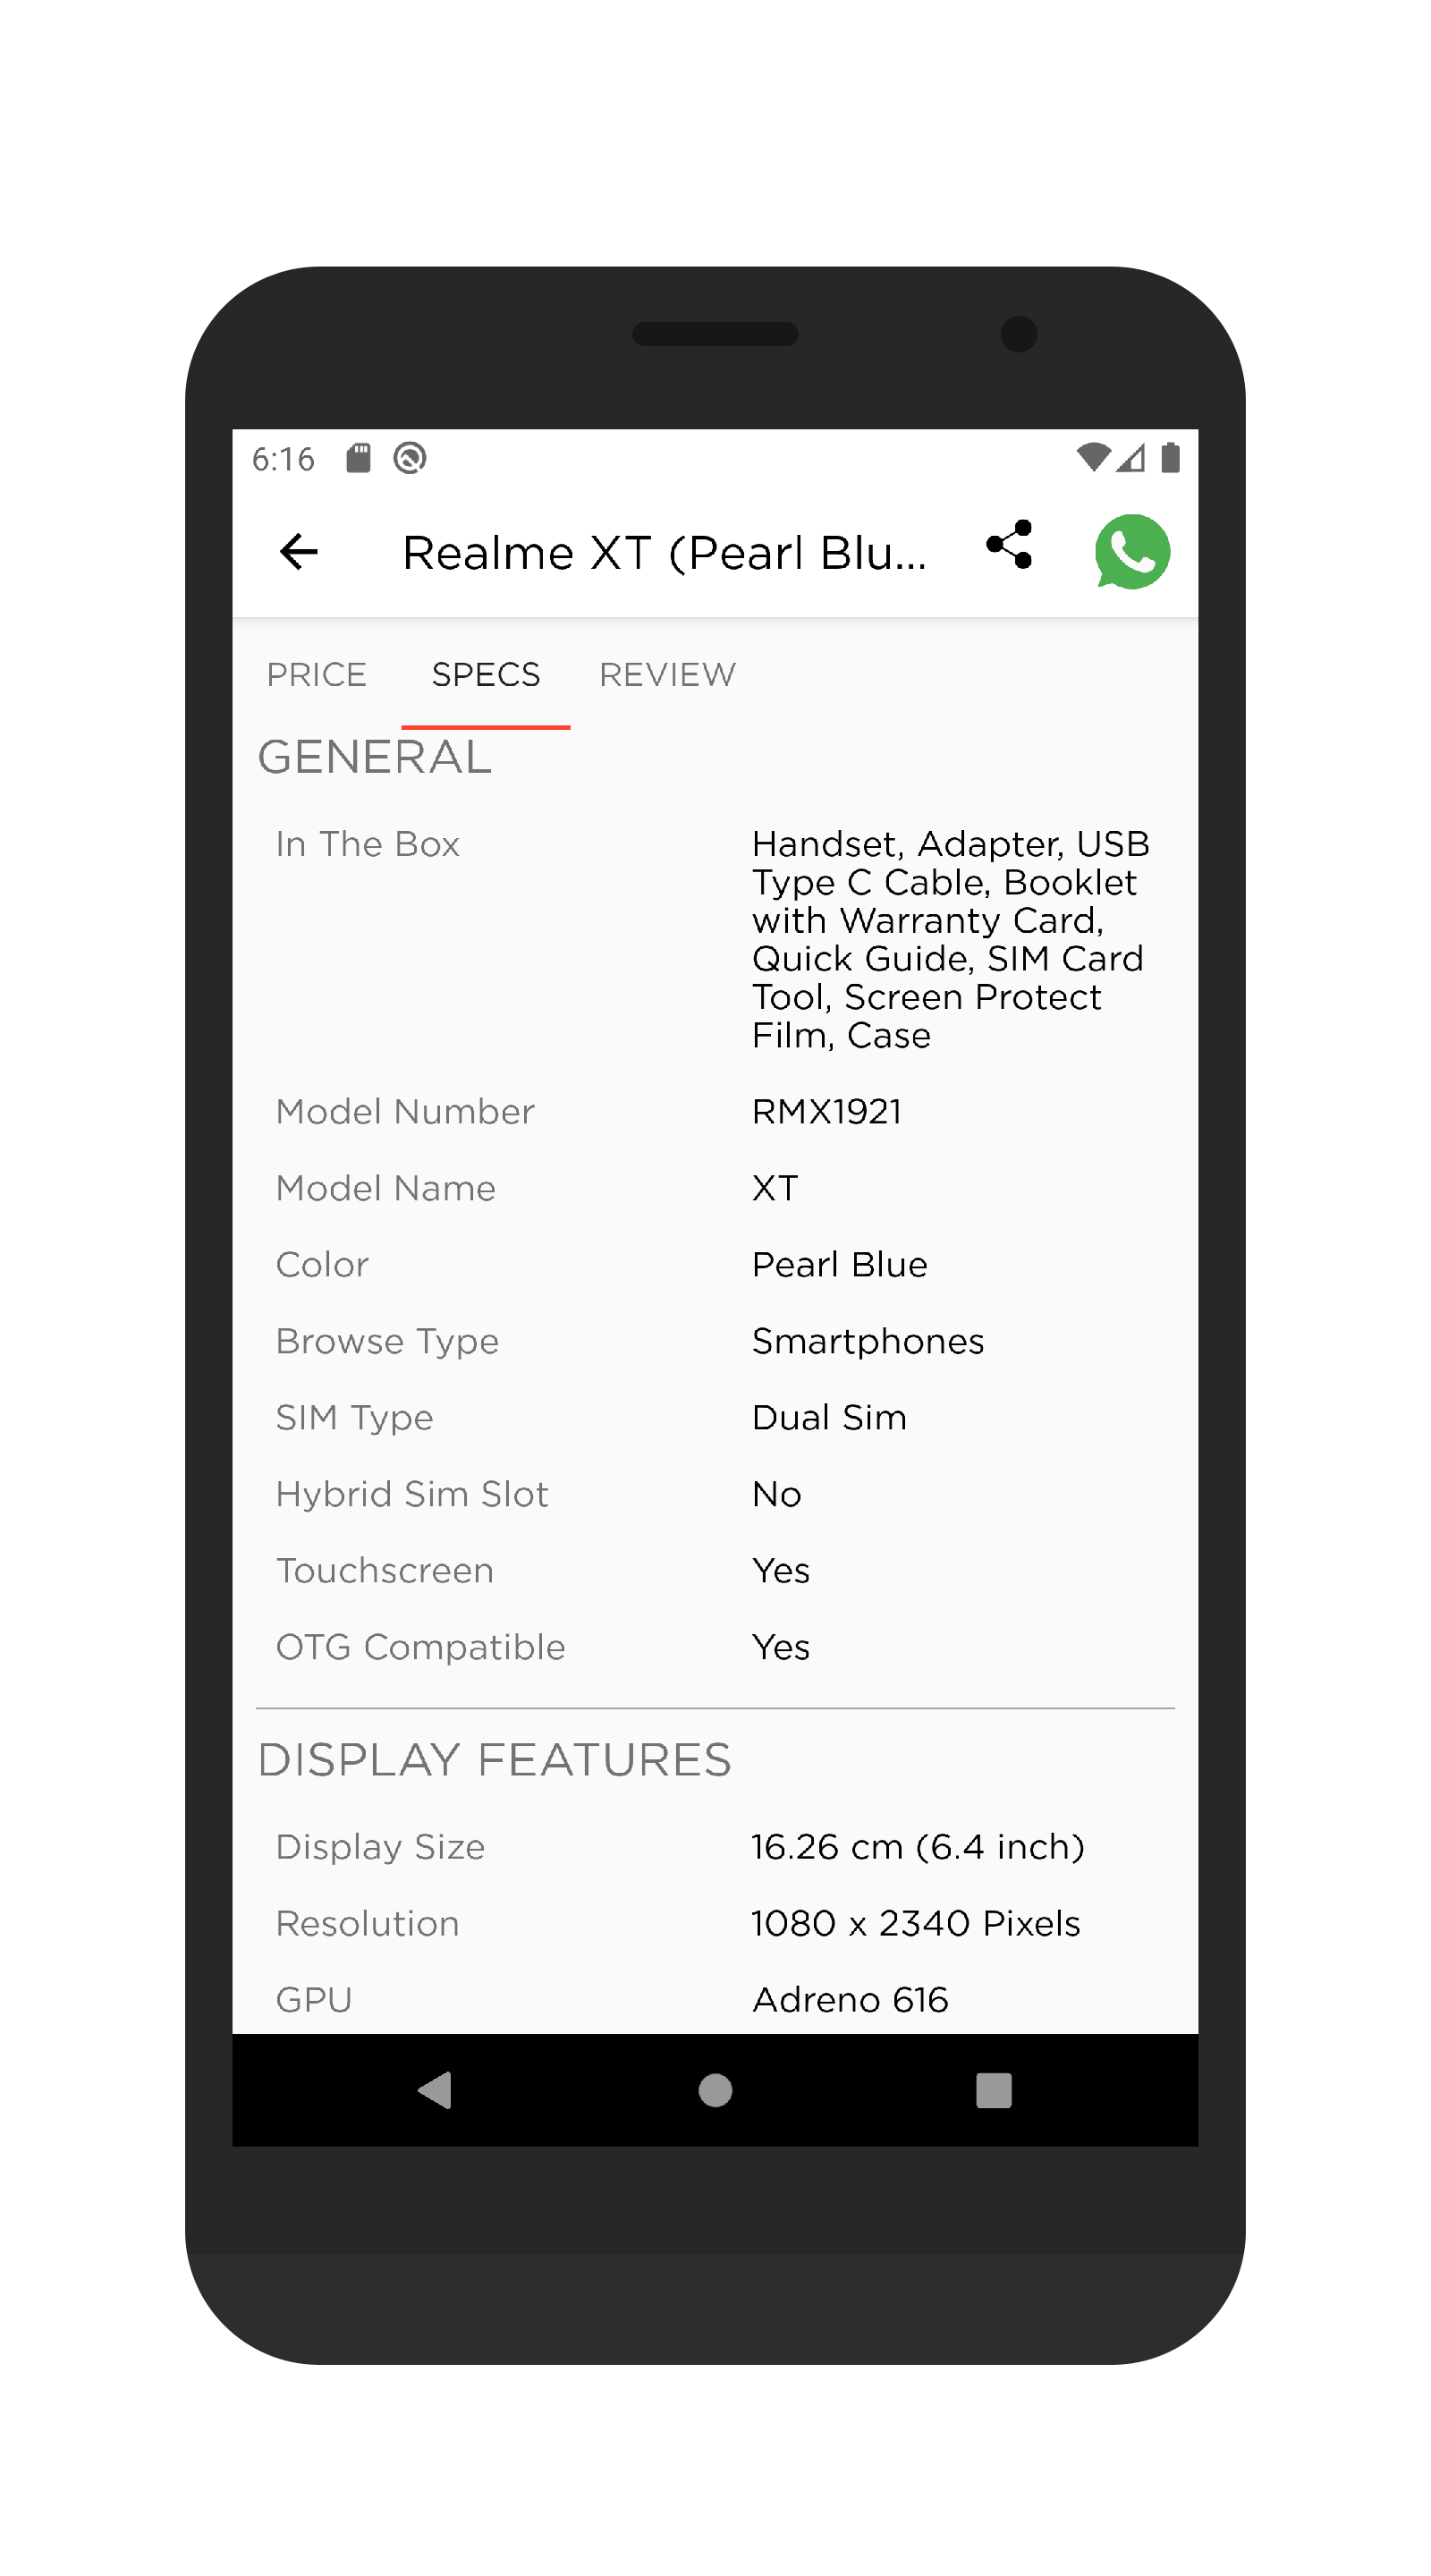 6:16
Realme XT (Pearl Blu...
PRICE SPECS REVIEW
GENERAL
In The Box Handset, Adapter, USB
Type C Cable, Booklet
with Warranty Card,
Quick Guide, SIM Card
Tool, Screen Protect
Film, Case
Model Number RMX1921
Model Name XT
Color Pearl Blue
Browse Type Smartphones
SIM Type Dual Sim
Hybrid Sim Slot No
Touchscreen Yes
OTG Compatible Yes
DISPLAY FEATURES
Display Size 16.26 cm (6.4 inch)
Resolution 1080 x 2340 Pixels
GPU Adreno 616